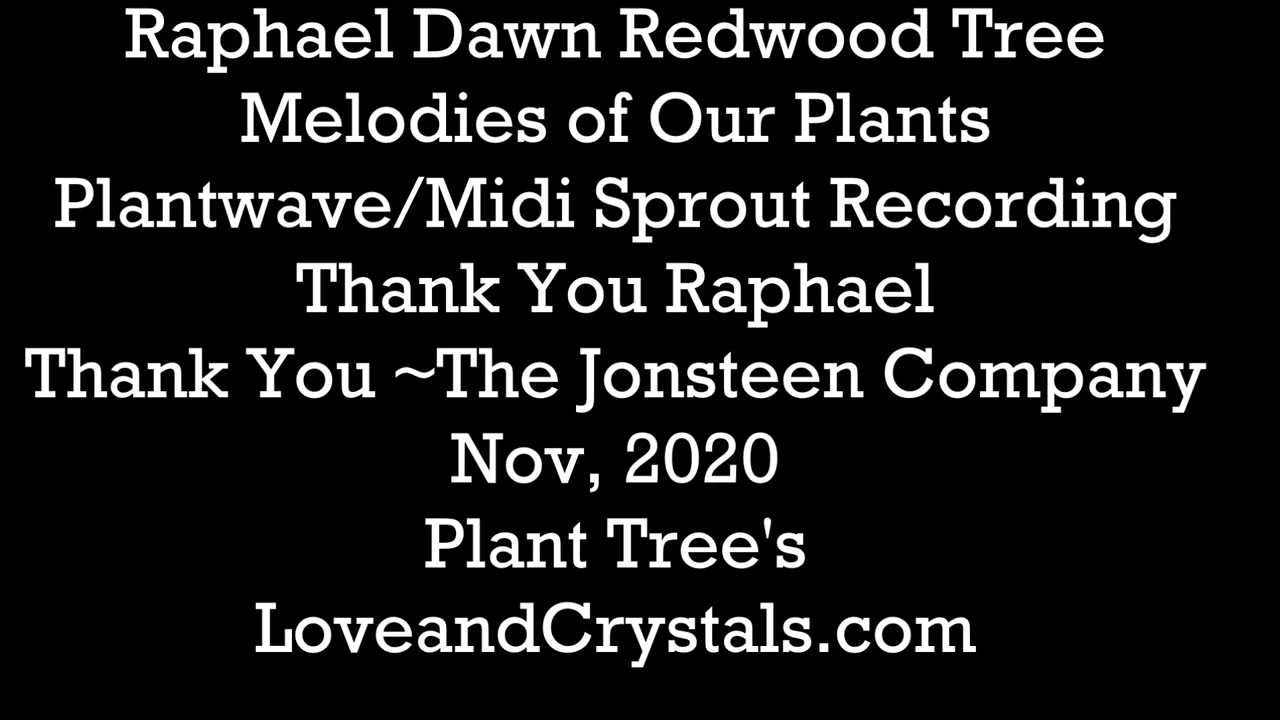 Raphael Dawn Redwood Tree
Melodies of Our Plants
Plantwave/Midi Sprout Recording
Thank You Raphael
Thank You ~The Jonsteen Company
Nov, 2020
Plant Tree's
LoveandCrystals.com